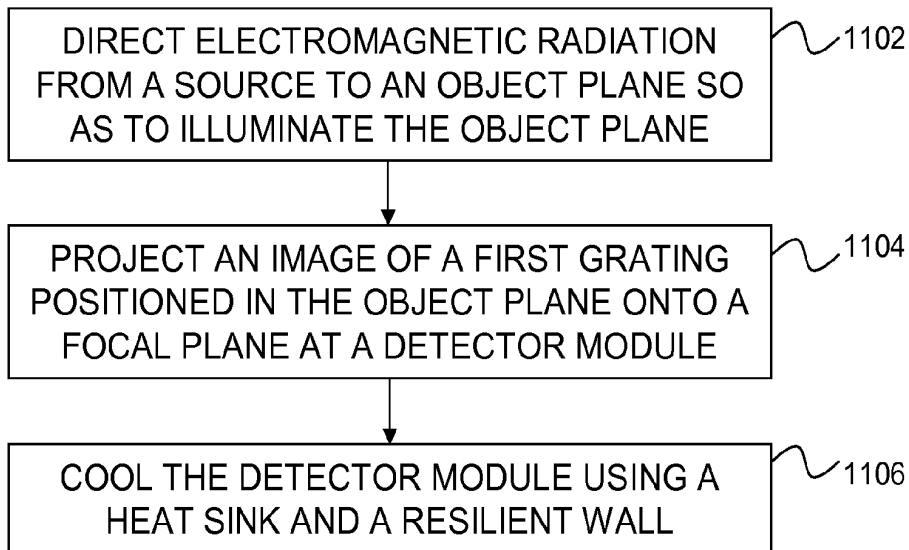 DIRECT ELECTROMAGNETIC RADIATION
FROM A SOURCE TO AN OBJECT PLANE SO
AS TO ILLUMINATE THE OBJECT PLANE
1102
PROJECT AN IMAGE OF A FIRST GRATING
POSITIONED IN THE OBJECT PLANE ONTO A
FOCAL PLANE AT A DETECTOR MODULE
1104
COOL THE DETECTOR MODULE USING A
HEAT SINK AND A RESILIENT WALL
1106